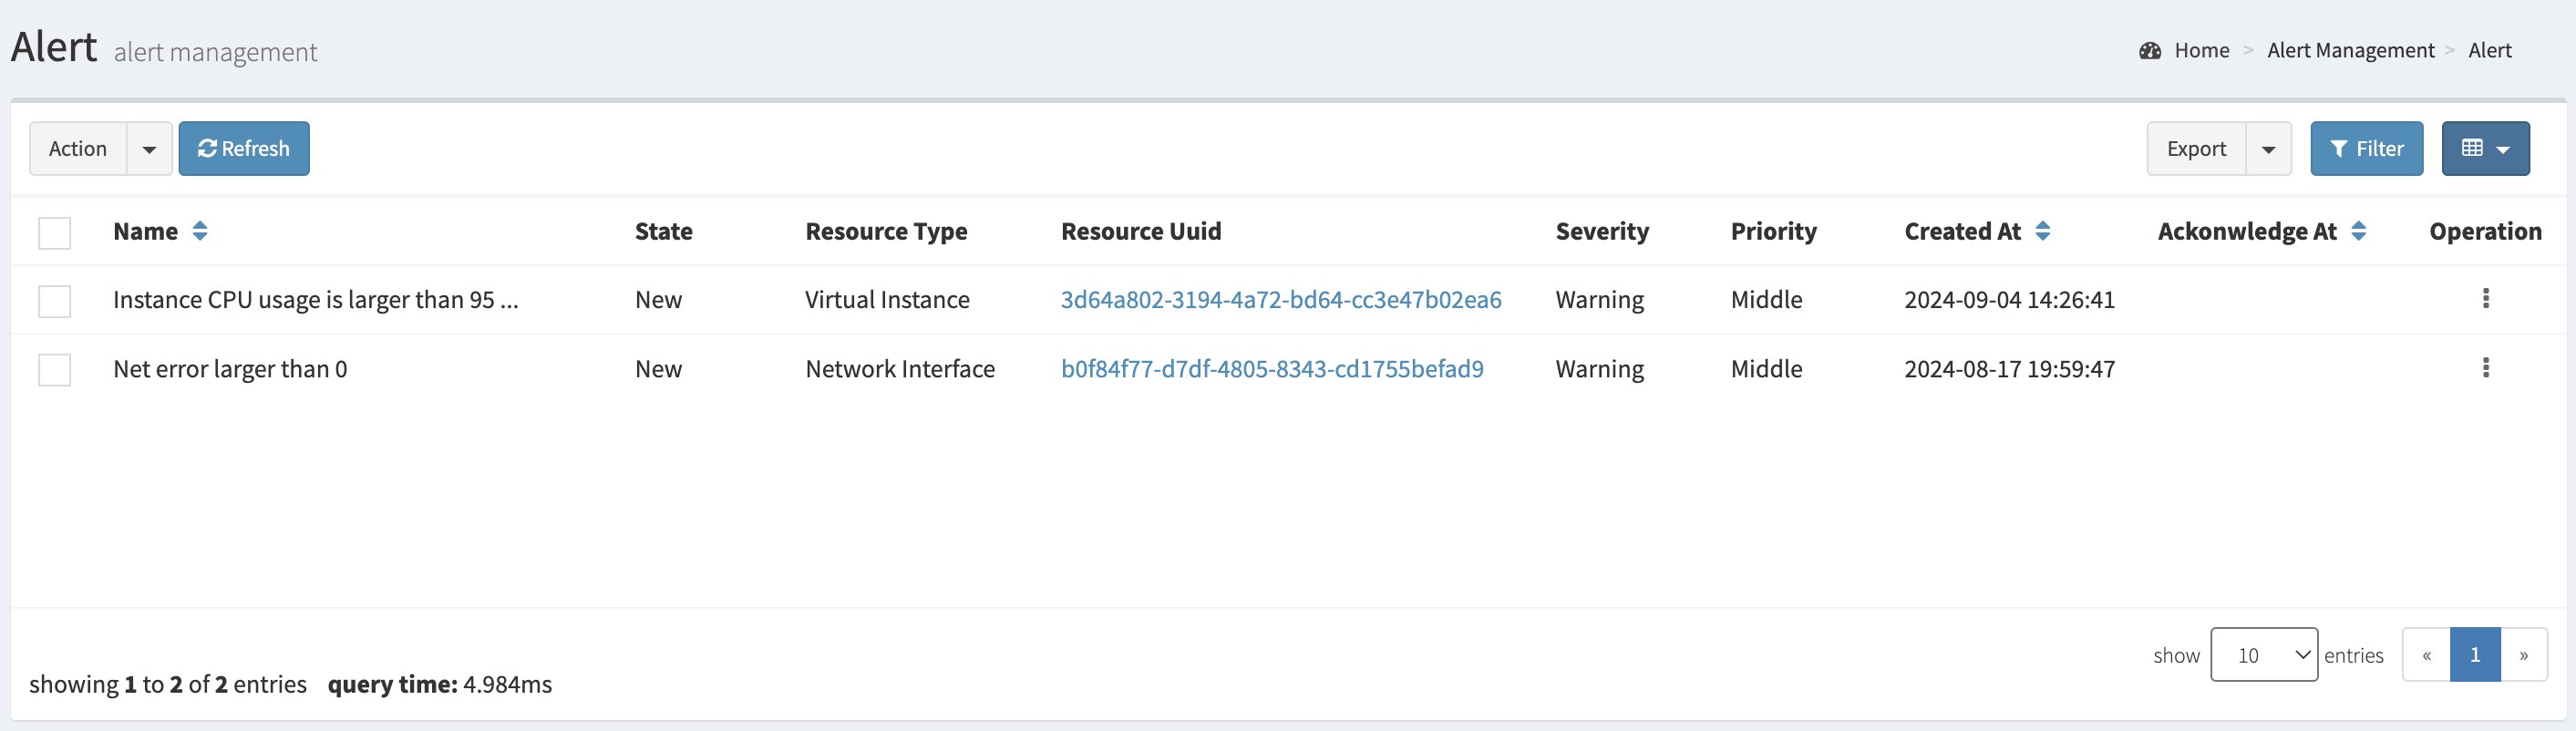 Alert alert management
Home > Alert Management > Alert
Action Refresh Export Filter
Name State Resource Type Resource Uuid Severity Priority Created At Ackonwledge At Operation
Instance CPU usage is larger than 95 ... New Virtual Instance 3d64a802-3194-4a72-bd64-cc3e47b02ea6 Warning Middle 2024-09-04 14:26:41
Net error larger than 0 New Network Interface b0f84f77-d7df-4805-8343-cd1755befad9 Warning Middle 2024-08-17 19:59:47
show 10 entries « 1 »
showing 1 to 2 of 2 entries query time: 4.984ms